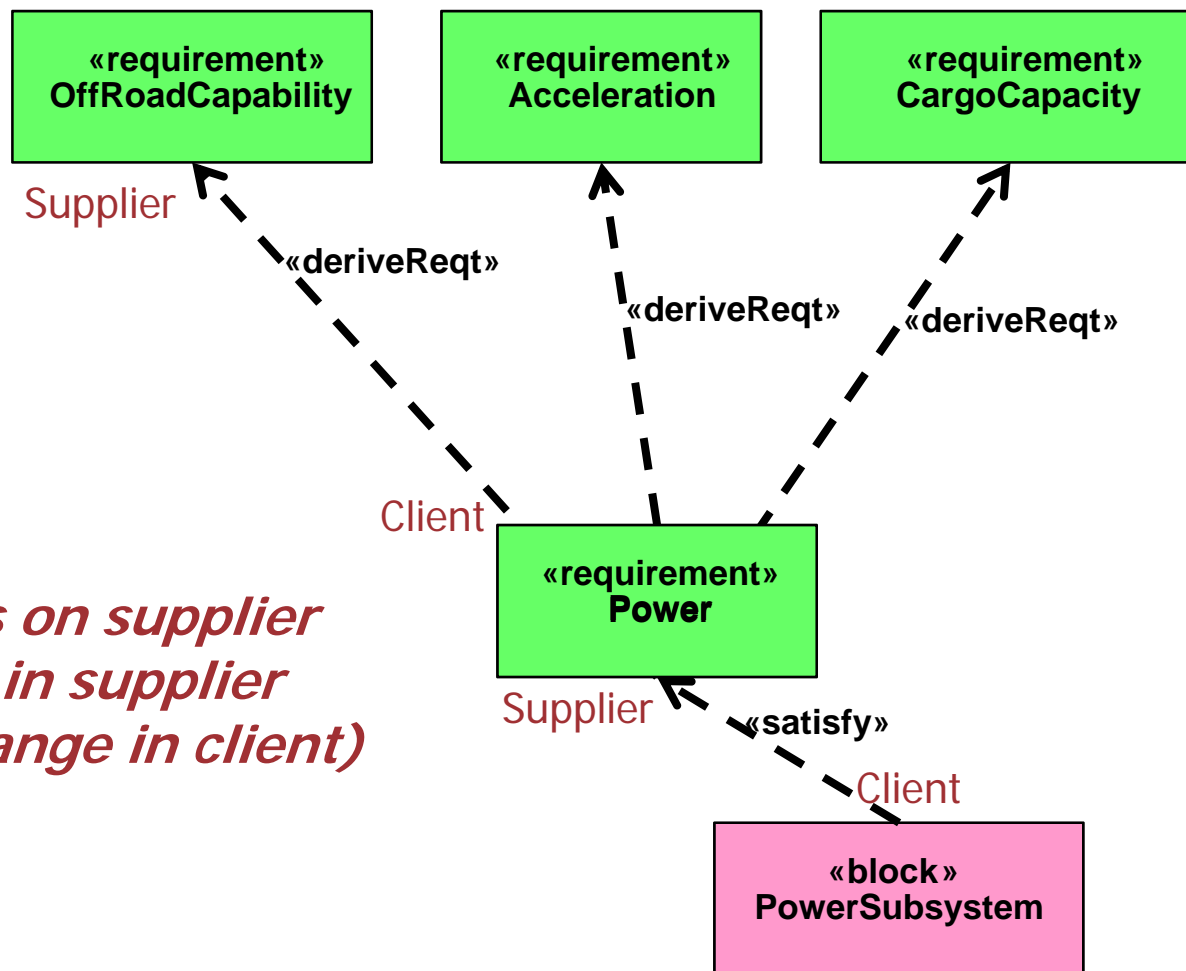 «requirement»
OffRoadCapability
«requirement»
Acceleration
«requirement»
CargoCapacity
Supplier
«deriveReqt»
«deriveReqt»
«deriveReqt»
Client
«requirement»
Power
s on supplier
in supplier
ange in client)
Supplier
«satisfy»
Client
«block»
PowerSubsystem